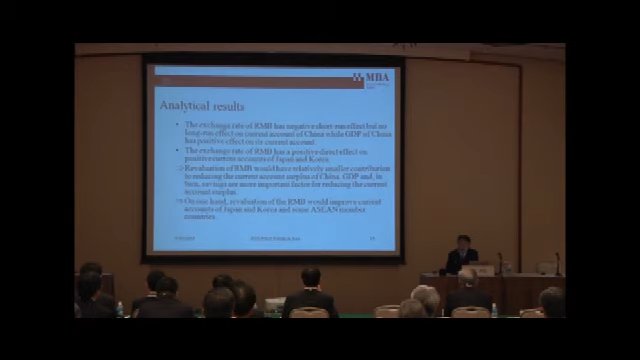 MBA
Analytical results
• The exchange rate of RMB has negative short-run effect but no
long-run effect on current account of China while GDP of China
has positive effect on its current account.
• The exchange rate of RMB has a positive direct effect on
positive current accounts of Japan and Korea.
Revaluation of RMB would have relatively smaller contribution
to reducing the current account surplus of China. GDP and, in
turn, savings are more important factor for reducing the current
account surplus.
On one hand, revaluation of the RMB would improve current
accounts of Japan and Korea and some ASEAN member
countries.